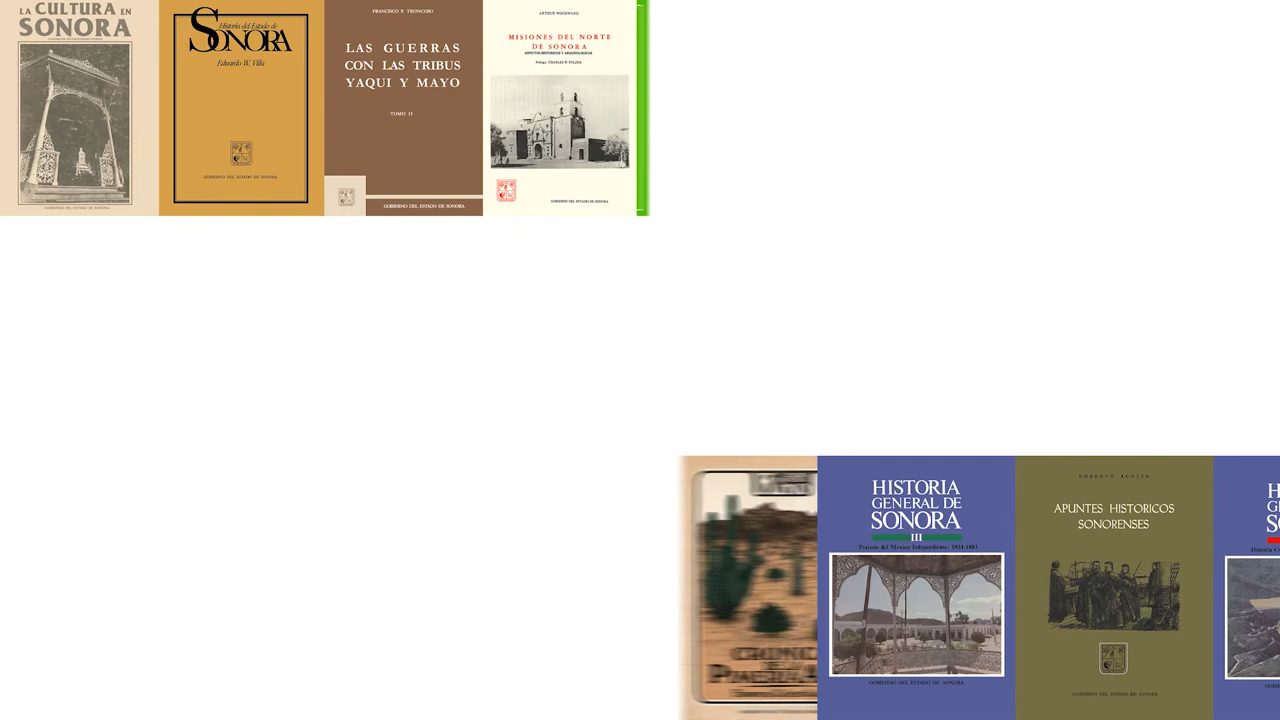 LA CULTURA EN
SONORA
GOBIERNO DEL ESTADO DE SONORA
Historia del Estado de
SONORA
Eduardo W. Villa
GOBIERNO DEL ESTADO DE SONORA
FRANCISCO P. TRONCOSO
LAS GUERRAS
CON LAS TRIBUS
YAQUI Y MAYO
TOMO II
GOBIERNO DEL ESTADO DE SONORA
ARTHUR WOODWARD
MISIONES DEL NORTE
DE SONORA
ASPECTOS HISTORICOS Y ARQUEOLOGICOS
Prólogo: CHARLES W. POLZER
GOBIERNO DEL ESTADO DE SONORA
HISTORIA
GENERAL DE
SONORA
III
Periodo del México Independiente: 1831-1883
GOBIERNO DEL ESTADO DE SONORA
ROBERTO ACOSTA
APUNTES HISTORICOS
SONORENSES
GOBIERNO DEL ESTADO DE SONORA